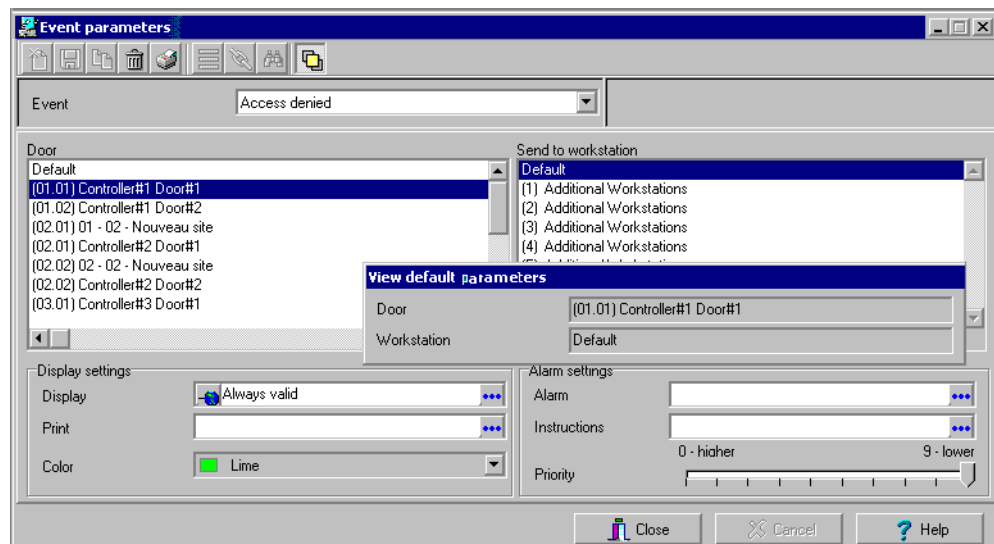 Event parameters
Event
Access denied
Door
Send to workstation
Default
(01.01) Controller#1 Door#1
(01.02) Controller#1 Door#2
(02.01) 01 - 02 - Nouveau site
(02.01) Controller#2 Door#1
(02.02) 02 - 02 - Nouveau site
(02.02) Controller#2 Door#2
(03.01) Controller#3 Door#1
Default
(1) Additional Workstations
(2) Additional Workstations
(3) Additional Workstations
(4) Additional Workstations
View default parameters
Door
(01.01) Controller#1 Door#1
Workstation
Default
Display settings
Display
Always valid
Print
Color
Lime
Alarm settings
Alarm
Instructions
0 - higher
9 - lower
Priority
Close
Cancel
Help